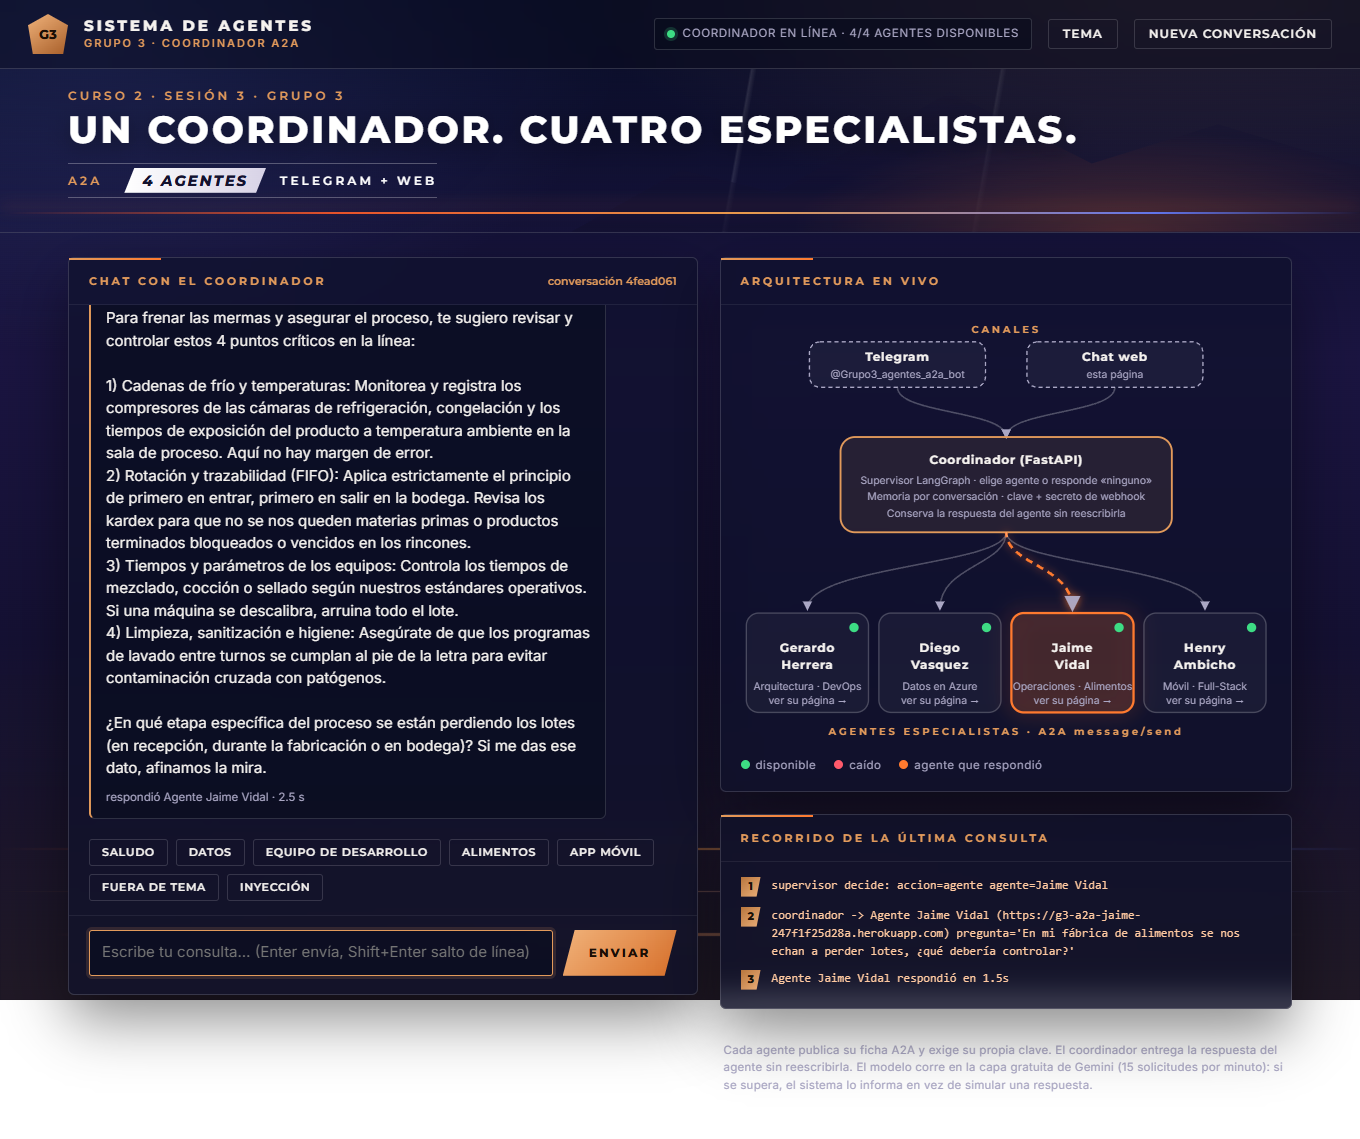 G3
SISTEMA DE AGENTES
GRUPO 3 · COORDINADOR A2A
COORDINADOR EN LÍNEA · 4/4 AGENTES DISPONIBLES
TEMA
NUEVA CONVERSACIÓN
CURSO 2 · SESIÓN 3 · GRUPO 3
UN COORDINADOR. CUATRO ESPECIALISTAS.
A2A
4 AGENTES
TELEGRAM + WEB
CHAT CON EL COORDINADOR
conversación 4fead061
Para frenar las mermas y asegurar el proceso, te sugiero revisar y
controlar estos 4 puntos críticos en la línea:
1) Cadenas de frío y temperaturas: Monitorea y registra los
compresores de las cámaras de refrigeración, congelación y los
tiempos de exposición del producto a temperatura ambiente en la
sala de proceso. Aquí no hay margen de error.
2) Rotación y trazabilidad (FIFO): Aplica estrictamente el principio
de primero en entrar, primero en salir en la bodega. Revisa los
kardex para que no se nos queden materias primas o productos
terminados bloqueados o vencidos en los rincones.
3) Tiempos y parámetros de los equipos: Controla los tiempos de
mezclado, cocción o sellado según nuestros estándares operativos.
Si una máquina se descalibra, arruina todo el lote.
4) Limpieza, sanitización e higiene: Asegúrate de que los programas
de lavado entre turnos se cumplan al pie de la letra para evitar
contaminación cruzada con patógenos.
¿En qué etapa específica del proceso se están perdiendo los lotes
(en recepción, durante la fabricación o en bodega)? Si me das ese
dato, afinamos la mira.
respondió Agente Jaime Vidal · 2.5 s
SALUDO
DATOS
EQUIPO DE DESARROLLO
ALIMENTOS
APP MÓVIL
FUERA DE TEMA
INYECCIÓN
Escribe tu consulta... (Enter envía, Shift+Enter salto de línea)
ENVIAR
ARQUITECTURA EN VIVO
CANALES
Telegram
@Grupo3_agentes_a2a_bot
Chat web
esta página
Coordinador (FastAPI)
Supervisor LangGraph · elige agente o responde «ninguno»
Memoria por conversación · clave + secreto de webhook
Conserva la respuesta del agente sin reescribirla
Gerardo
Herrera
Arquitectura · DevOps
ver su página →
Diego
Vasquez
Datos en Azure
ver su página →
Jaime
Vidal
Operaciones · Alimentos
ver su página →
Henry
Ambicho
Móvil · Full-Stack
ver su página →
AGENTES ESPECIALISTAS · A2A message/send
disponible
caído
agente que respondió
RECORRIDO DE LA ÚLTIMA CONSULTA
1 supervisor decide: accion=agente agente=Jaime Vidal
2 coordinador -> Agente Jaime Vidal (https://g3-a2a-jaime-
247f1f25d28a.herokuapp.com) pregunta='En mi fábrica de alimentos se nos
echan a perder lotes, ¿qué debería controlar?'
3 Agente Jaime Vidal respondió en 1.5s
Cada agente publica su ficha A2A y exige su propia clave. El coordinador entrega la respuesta del
agente sin reescribirla. El modelo corre en la capa gratuita de Gemini (15 solicitudes por minuto): si
se supera, el sistema lo informa en vez de simular una respuesta.